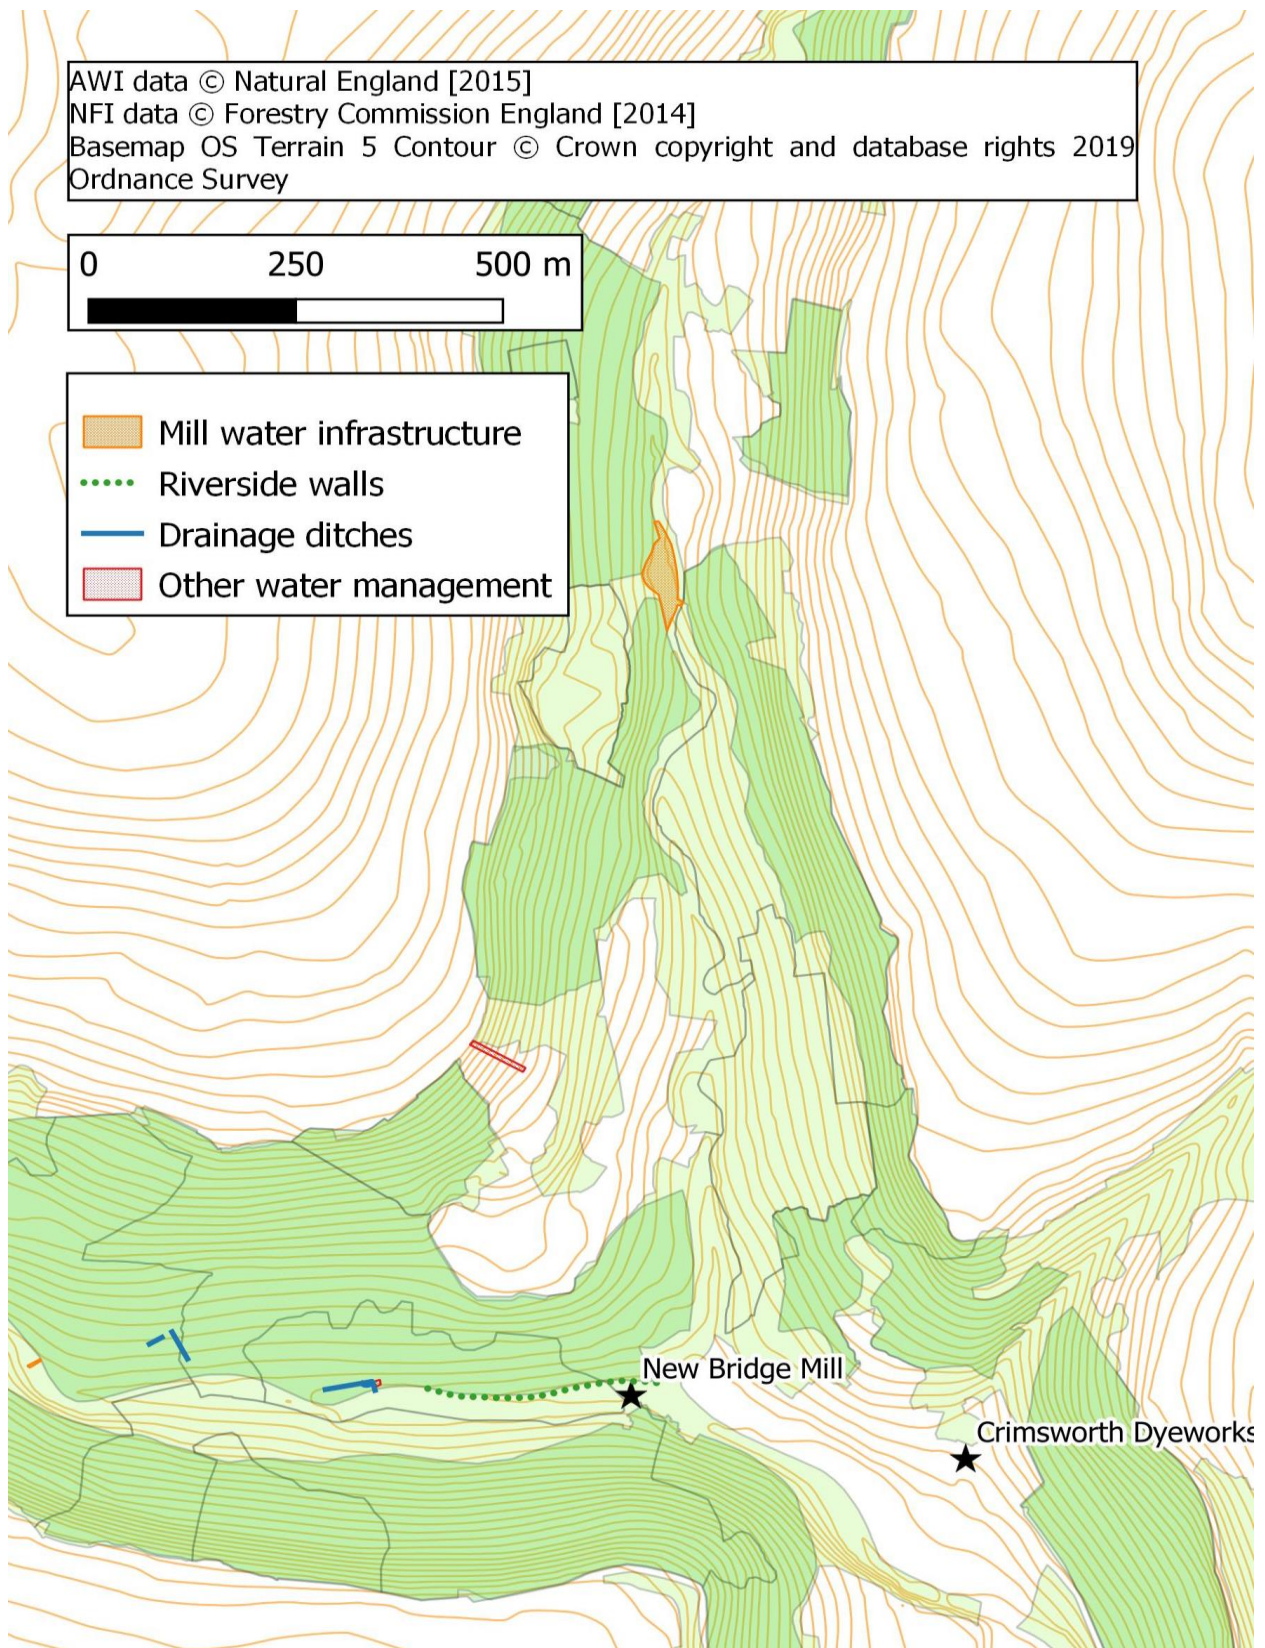 AWI data © Natural England [2015]
NFI data © Forestry Commission England [2014]
Basemap OS Terrain 5 Contour © Crown copyright and database rights 2019
Ordnance Survey
0 250 500 m
Mill water infrastructure
Riverside walls
Drainage ditches
Other water management
New Bridge Mill
Crimsworth Dyeworks